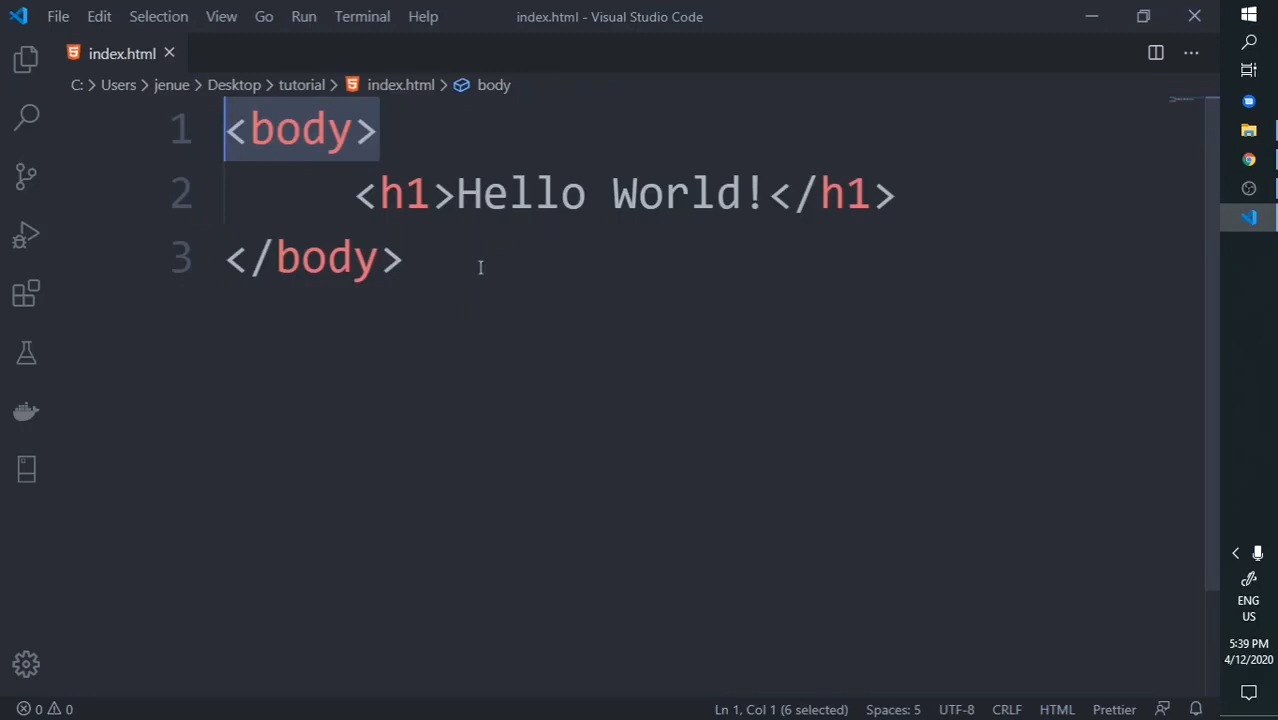 File Edit Selection View Go Run Terminal Help index.html - Visual Studio Code
index.html
C: > Users > jenue > Desktop > tutorial > index.html > body
1 <body>
2 <h1>Hello World!</h1>
3 </body>
ENG
US
5:39 PM
4/12/2020
0 0 Ln 1, Col 1 (6 selected) Spaces: 5 UTF-8 CRLF HTML Prettier